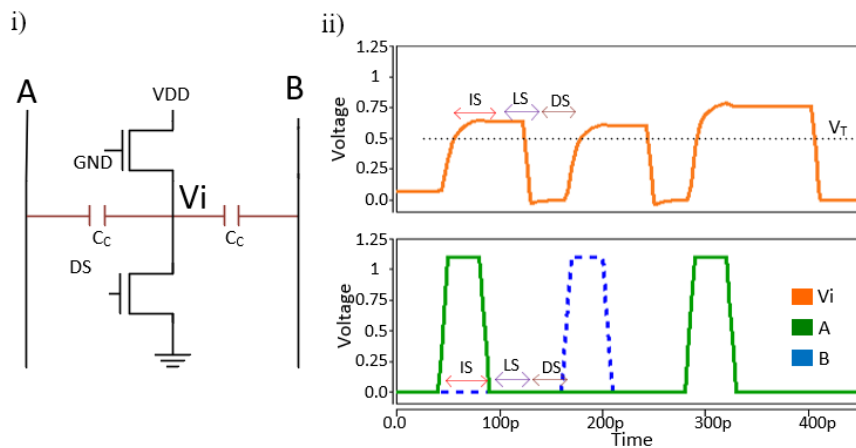 i)
A
VDD
B
GND
Vi
Cc
Cc
DS
ii)
1.25
1
0.75
0.5
0.0
Voltage
IS
LS
DS
VT
1.25
1
0.75
0.5
0.25
0.0
Voltage
IS
LS
DS
Vi
A
B
0.0
100p
200p
300p
400p
Time